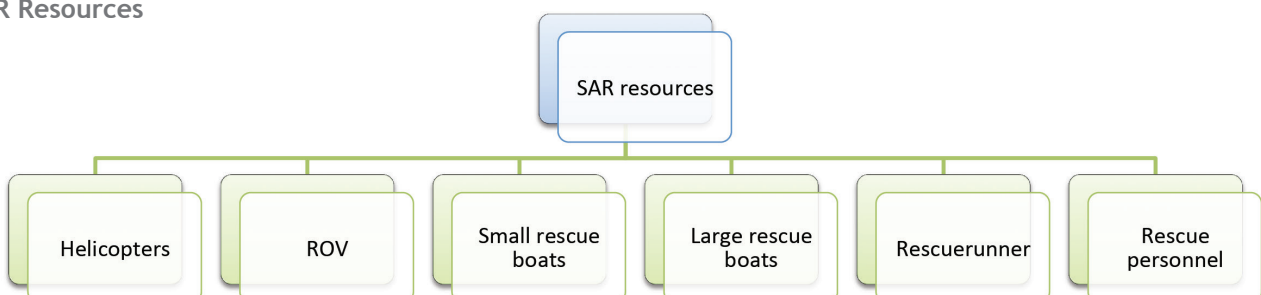 R Resources
SAR resources
Helicopters
ROV
Small rescue
boats
Large rescue
boats
Rescuerunner
Rescue
personnel